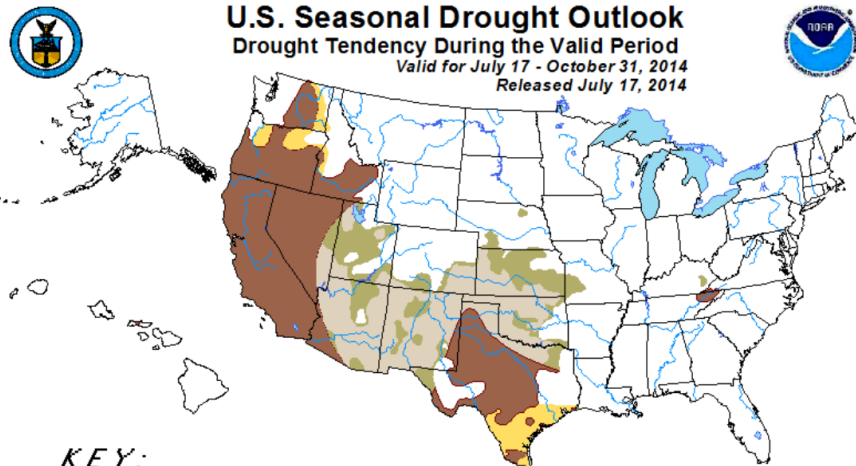 U.S. Seasonal Drought Outlook
Drought Tendency During the Valid Period
Valid for July 17 - October 31, 2014
Released July 17, 2014
NOAA
KEY: